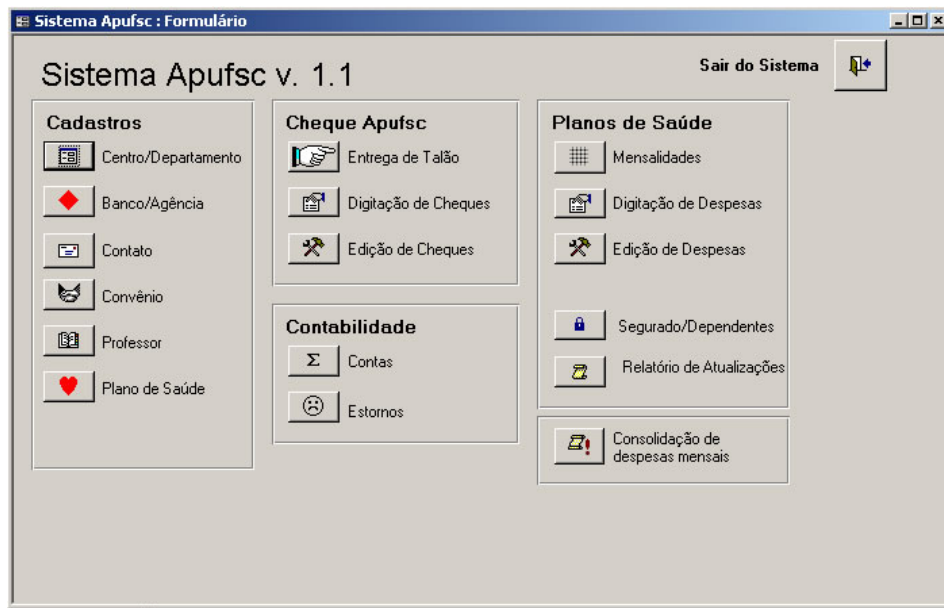 Sistema Apufsc : Formulário
Sistema Apufsc v. 1.1
Sair do Sistema
Cadastros
Centro/Departamento
Banco/Agência
Contato
Convênio
Professor
Plano de Saúde
Cheque Apufsc
Entrega de Talão
Digitação de Cheques
Edição de Cheques
Contabilidade
Σ
Contas
Estornos
Planos de Saúde
Mensalidades
Digitação de Despesas
Edição de Despesas
Segurado/Dependentes
Relatório de Atualizações
Consolidação de
despesas mensais